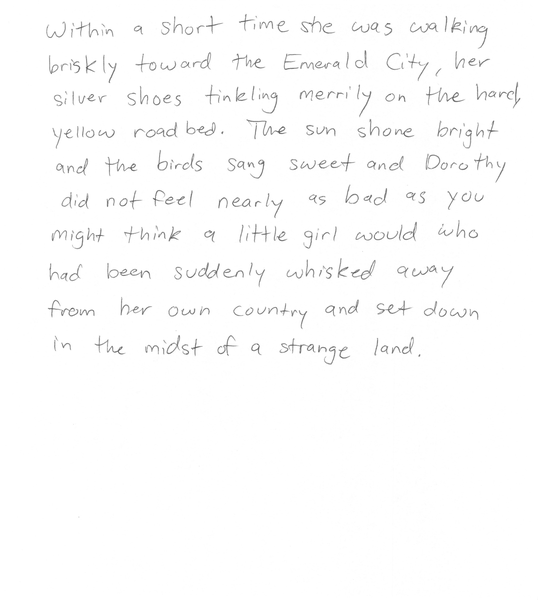 Within a short time she was walking
briskly toward the Emerald City, her
silver shoes tinkling merrily on the hard,
yellow road bed. The sun shone bright
and the birds sang sweet and Dorothy
did not feel nearly as bad as you
might think a little girl would who
had been suddenly whisked away
from her own country and set down
in the midst of a strange land.